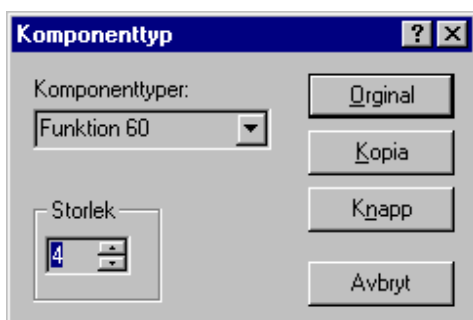 Komponenttyp
Komponenttyper:
Funktion 60
Storlek
4
Orginal
Kopia
Knapp
Avbryt